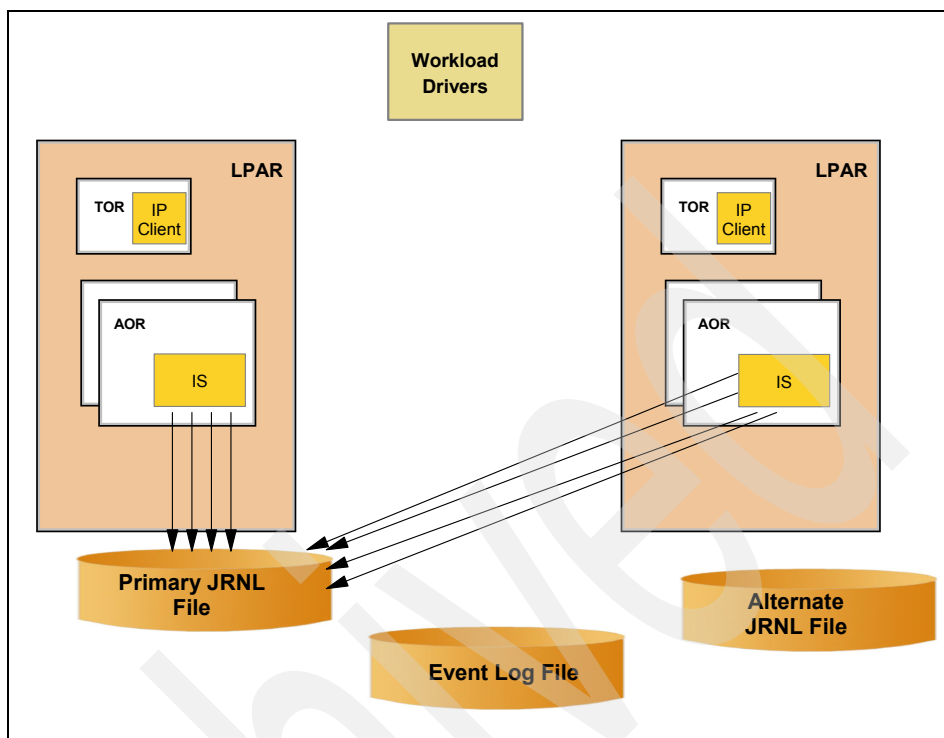 Workload
Drivers
LPAR
TOR
IP
Client
AOR
IS
LPAR
TOR
IP
Client
AOR
IS
Primary JRNL
File
Alternate
JRNL File
Event Log File